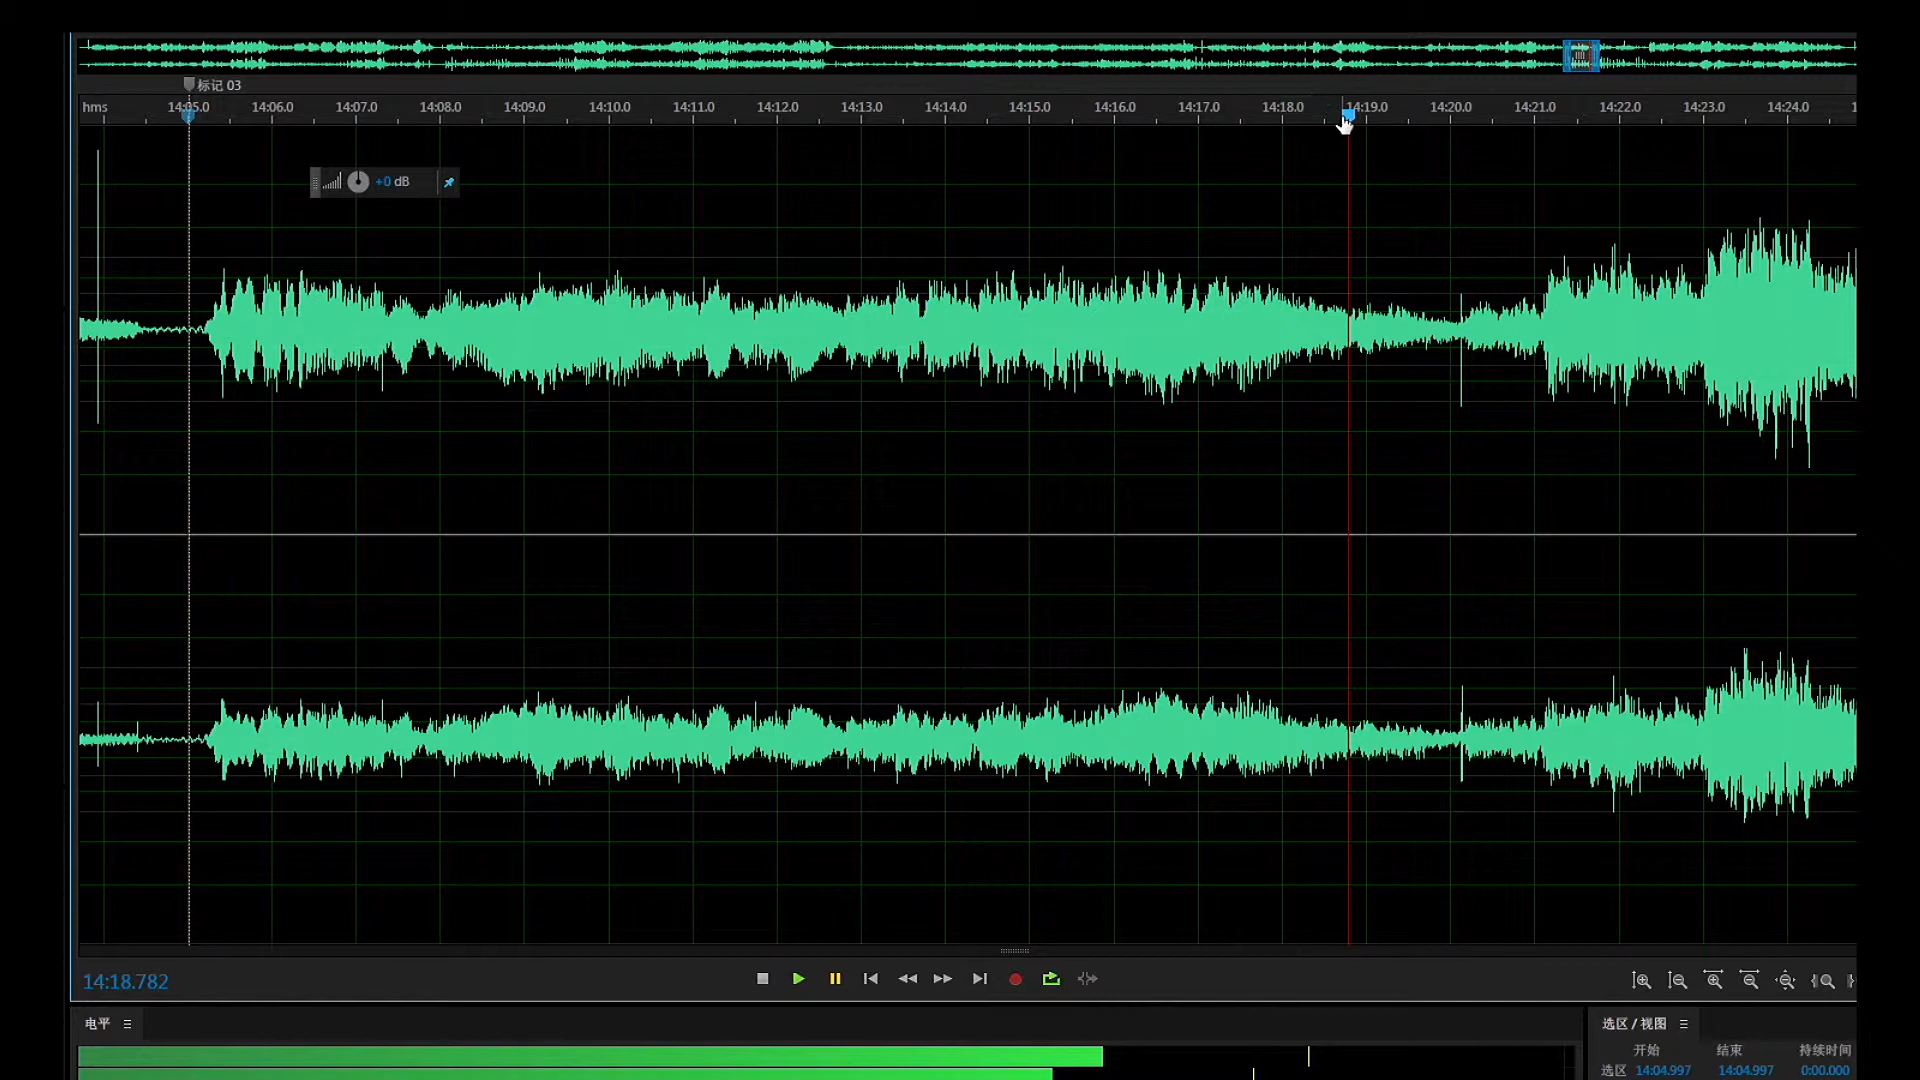 标记 03
hms 14:05.0 14:06.0 14:07.0 14:08.0 14:09.0 14:10.0 14:11.0 14:12.0 14:13.0 14:14.0 14:15.0 14:16.0 14:17.0 14:18.0 14:19.0 14:20.0 14:21.0 14:22.0 14:23.0 14:24.0
+0 dB
14:18.782
电平
选区 / 视图
开始 结束 持续时间
选区 14:04.997 14:04.997 0:00.000